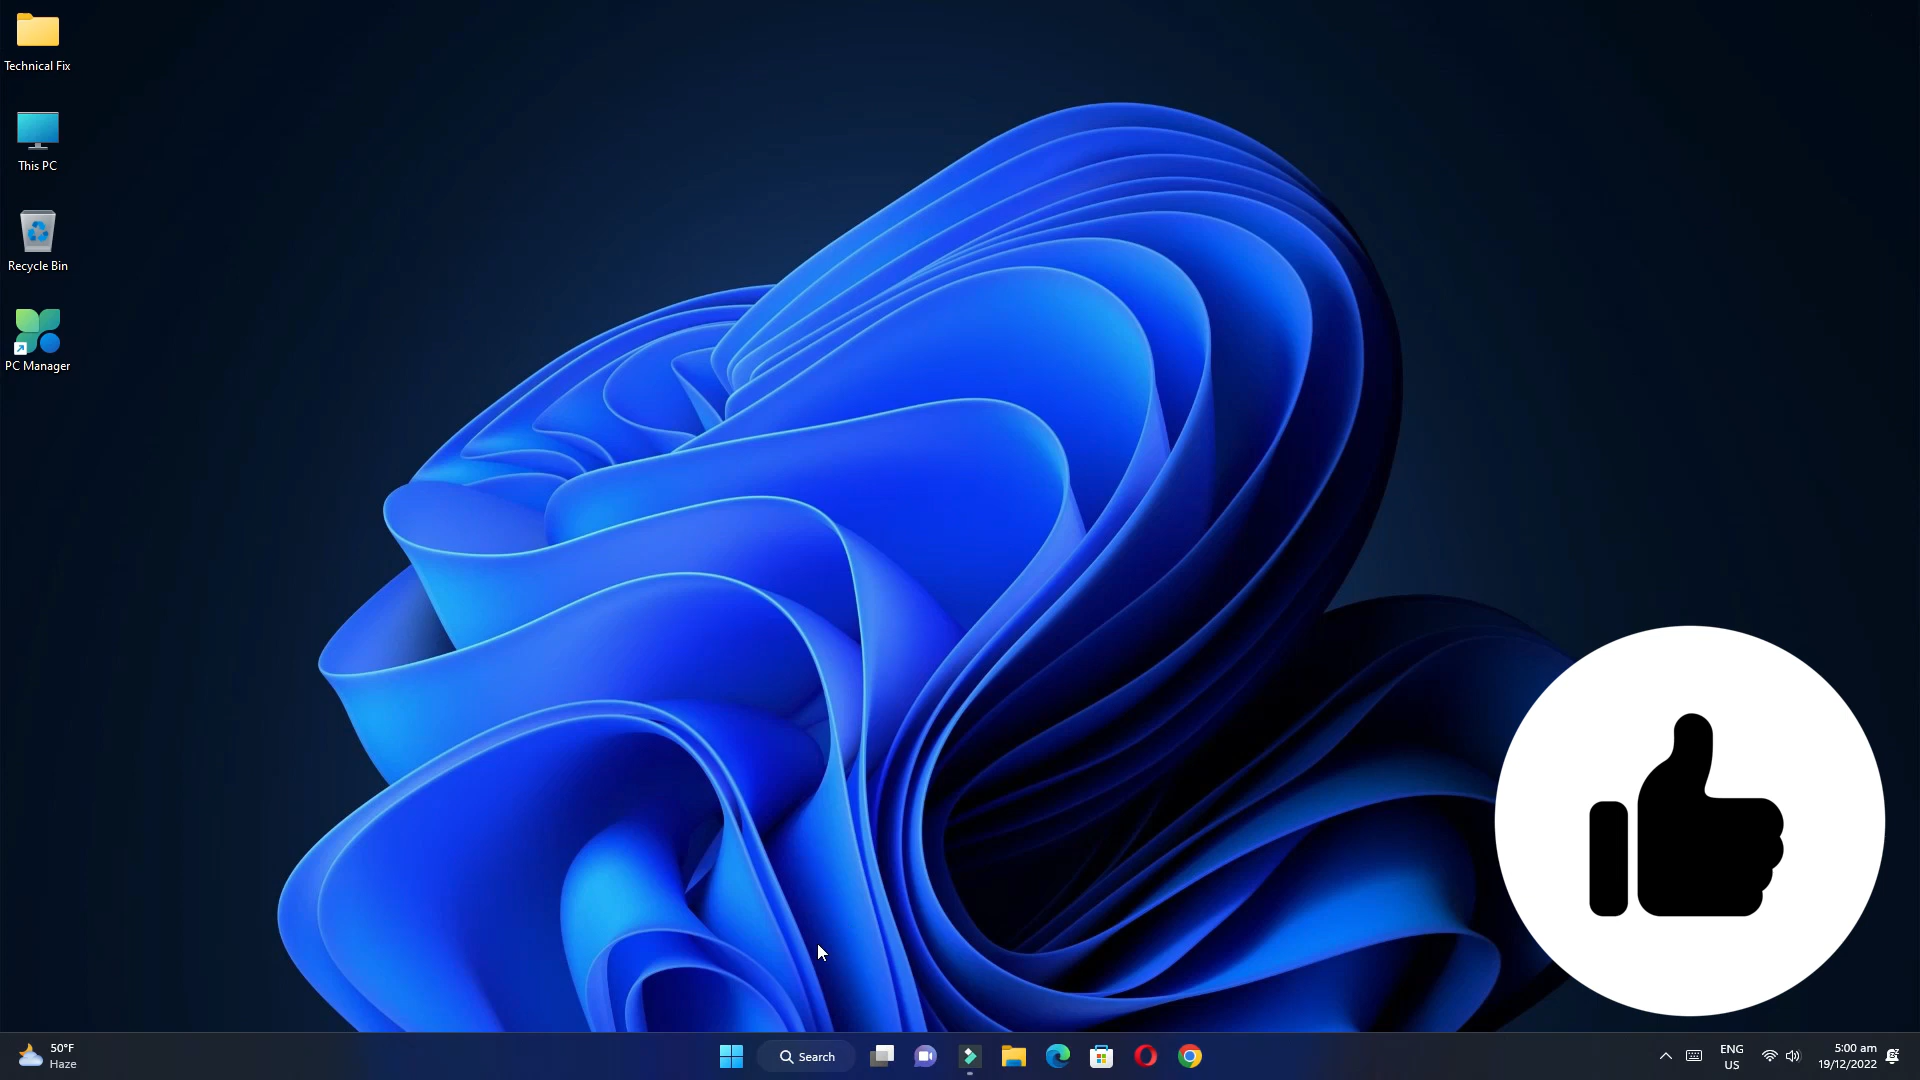 Technical Fix
This PC
Recycle Bin
PC Manager
50°F
Haze
Search
ENG
US
5:00 am
19/12/2022